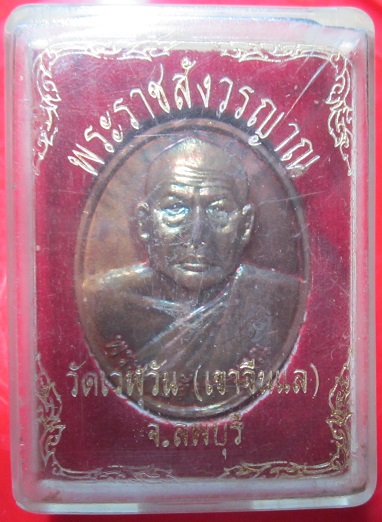 พระราชสังวรญาณ
วัดเวฬุวัน (เขาจีนแล)
จ.ลพบุรี